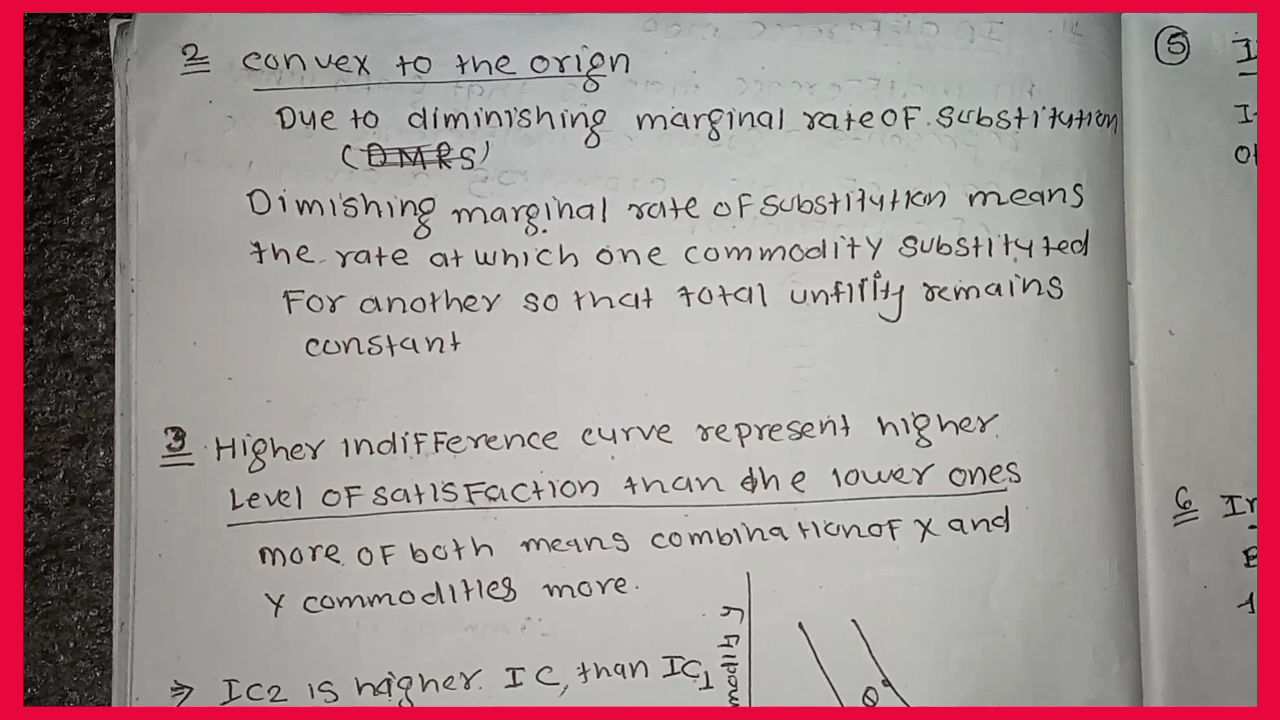 2 convex to the orign
Due to diminishing marginal rate of substitution
(DMRS)
Dimishing marginal rate of substitution means
the rate at which one commodity substituted
For another so that total untility remains
constant
3 Higher indifference curve represent higher
Level of satisfaction than the lower ones
more of both means combination of X and
Y commodities more.
⇒ IC2 is higher IC, than IC1
5
6